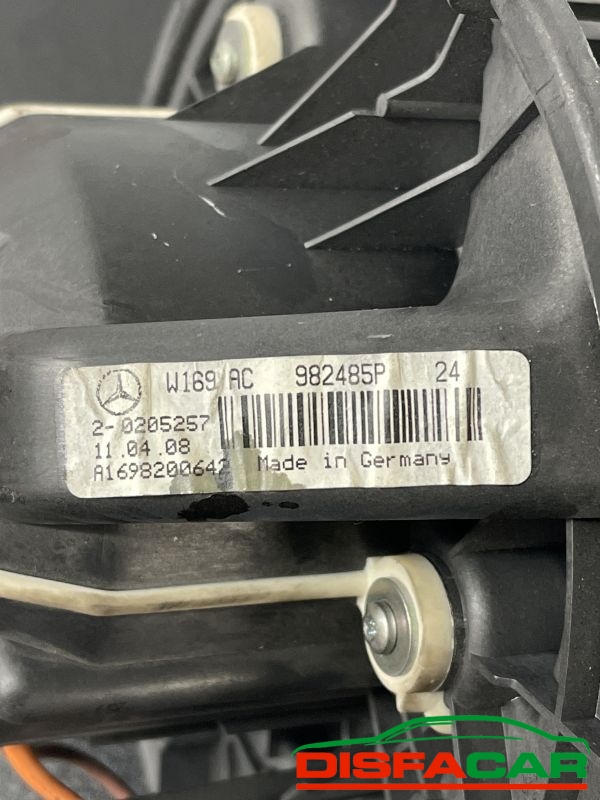 W169 AC 982485P 24
2-0205257
11.04.08
A1698200642
Made in Germany
DISFACAR